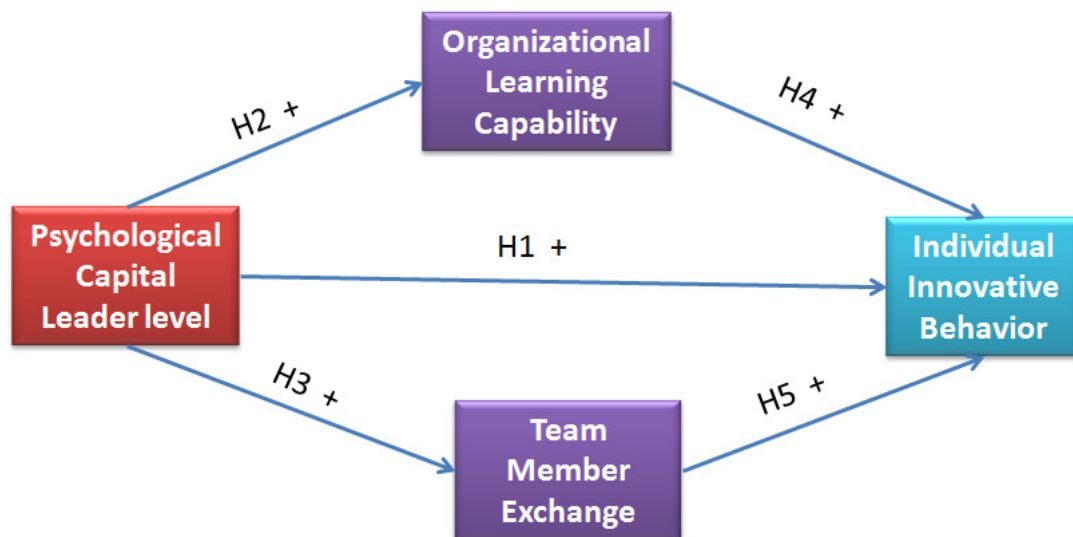 Organizational
Learning
Capability
H2 +
H4 +
Psychological
Capital
Leader level
H1 +
Individual
Innovative
Behavior
H3 +
H5 +
Team
Member
Exchange